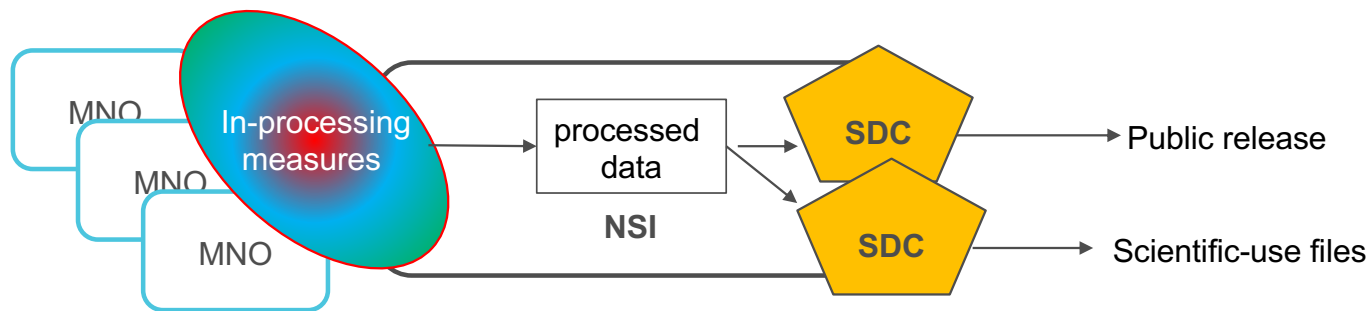 MNO
MNO
MNO
In-processing
measures
processed
data
NSI
SDC
SDC
Public release
Scientific-use files